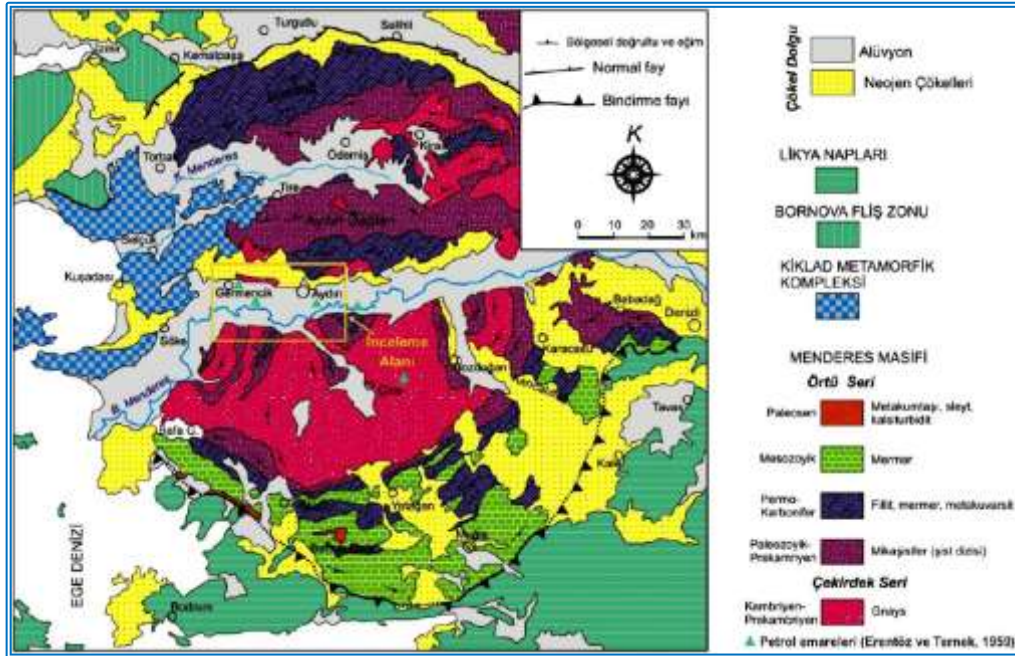 Turgutlu
Salihli
İzmir
Kemalpaşa
Bölgesel doğrultu ve eğim
Normal fay
Bindirme fayı
K
0 10 20 30
km
Torbalı
K. Menderes
Ödemiş
Kiraz
Tire
Aydın Dağları
Selçuk
Kuşadası
Germencik
Aydın
Söke
İnceleme
Alanı
B. Menderes
Bozdoğan
Karacasu
Babadağ
Denizli
Tavas
Kale
Bafa G.
Yatağan
EGE DENİZİ
Bodrum
Çökel Dolgu
Alüvyon
Neojen Çökelleri
LİKYA NAPLARI
BORNOVA FLİŞ ZONU
KİKLAD METAMORFİK
KOMPLEKSİ
MENDERES MASİFİ
Örtü Seri
Paleosen
Metakumtaşı, sleyt,
kalsiturbidit
Mesozoyik
Mermer
Permo-
Karbonifer
Fillit, mermer, metakuvarsit
Paleozoyik-
Prekambriyen
Mikaşistler (şist dizisi)
Çekirdek Seri
Kambriyen-
Prekambriyen
Gnays
Petrol emareleri (Erentöz ve Ternek, 1959)